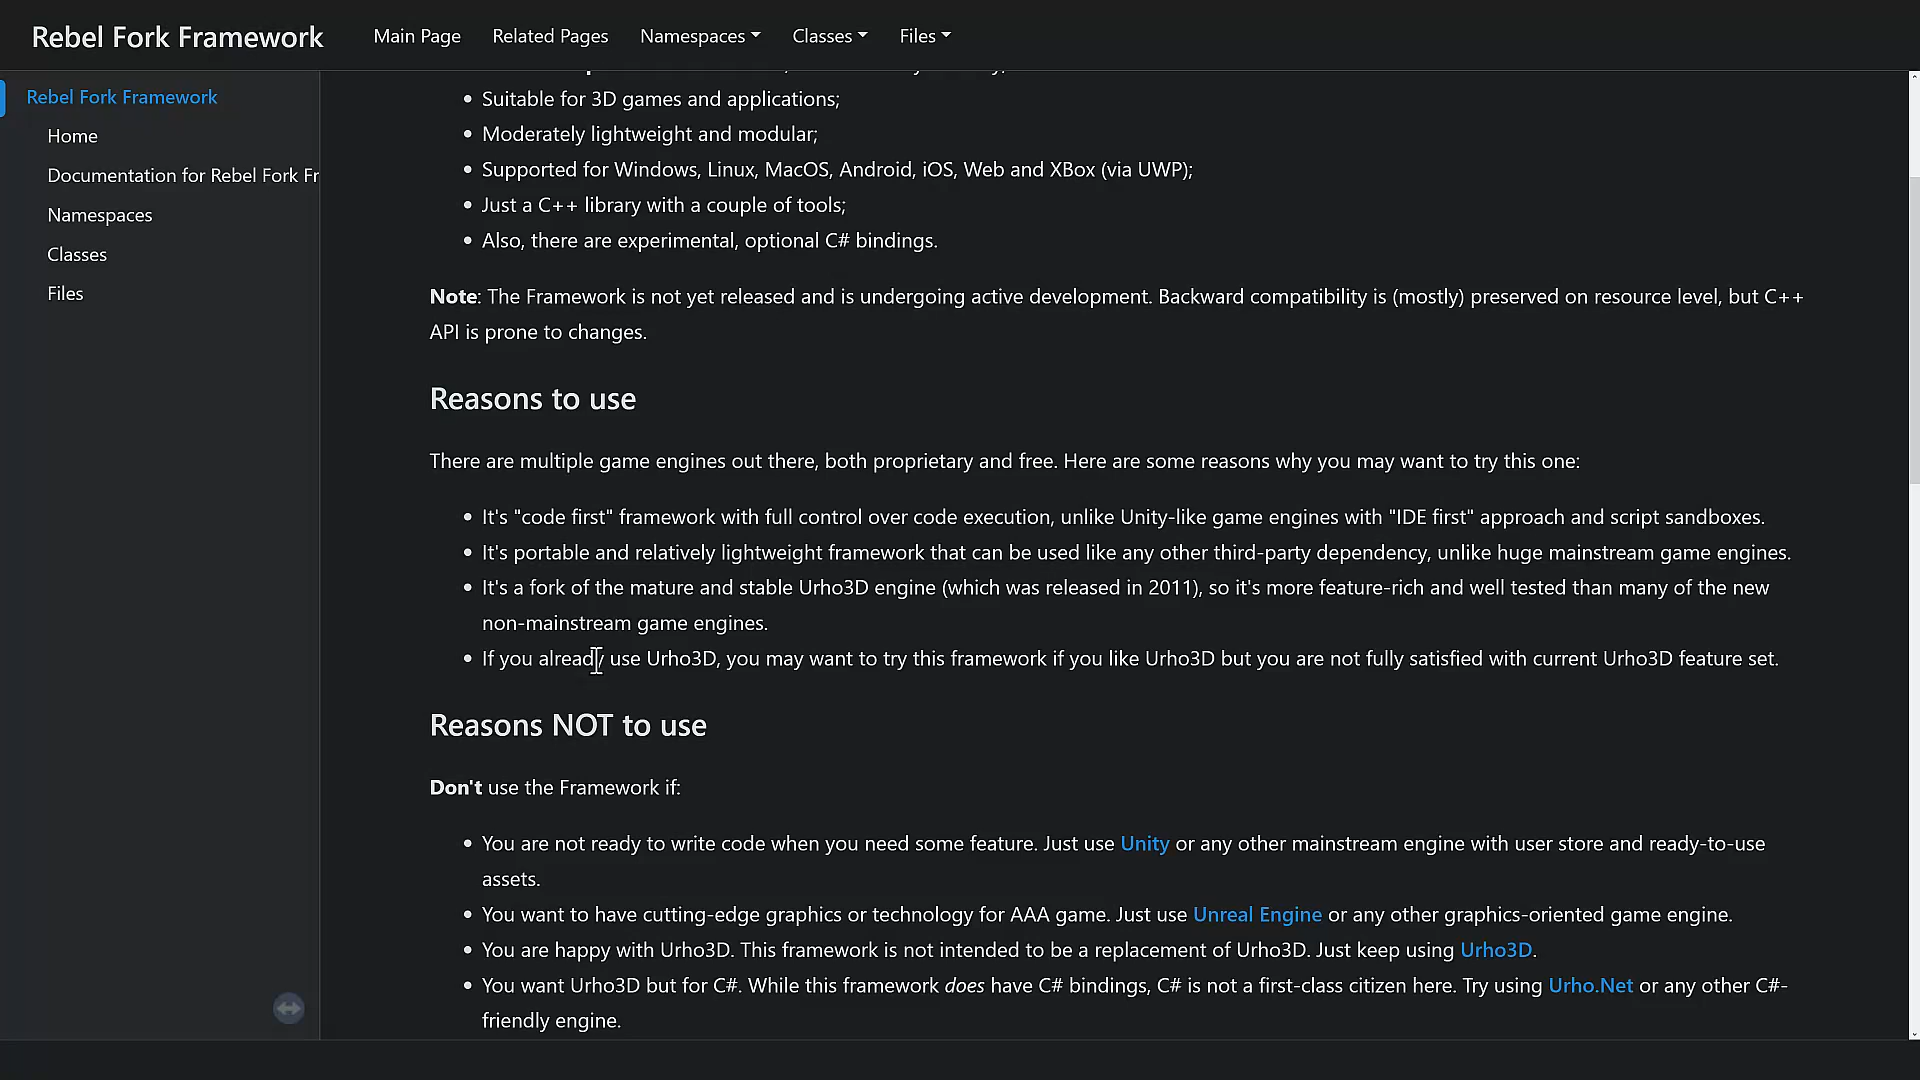 Rebel Fork Framework
Main Page
Related Pages
Namespaces
Classes
Files
Rebel Fork Framework
Home
Documentation for Rebel Fork Fr
Namespaces
Classes
Files
Suitable for 3D games and applications;
Moderately lightweight and modular;
Supported for Windows, Linux, MacOS, Android, iOS, Web and XBox (via UWP);
Just a C++ library with a couple of tools;
Also, there are experimental, optional C# bindings.
Note: The Framework is not yet released and is undergoing active development. Backward compatibility is (mostly) preserved on resource level, but C++
API is prone to changes.
Reasons to use
There are multiple game engines out there, both proprietary and free. Here are some reasons why you may want to try this one:
It's "code first" framework with full control over code execution, unlike Unity-like game engines with "IDE first" approach and script sandboxes.
It's portable and relatively lightweight framework that can be used like any other third-party dependency, unlike huge mainstream game engines.
It's a fork of the mature and stable Urho3D engine (which was released in 2011), so it's more feature-rich and well tested than many of the new
non-mainstream game engines.
If you already use Urho3D, you may want to try this framework if you like Urho3D but you are not fully satisfied with current Urho3D feature set.
Reasons NOT to use
Don't use the Framework if:
You are not ready to write code when you need some feature. Just use Unity or any other mainstream engine with user store and ready-to-use
assets.
You want to have cutting-edge graphics or technology for AAA game. Just use Unreal Engine or any other graphics-oriented game engine.
You are happy with Urho3D. This framework is not intended to be a replacement of Urho3D. Just keep using Urho3D.
You want Urho3D but for C#. While this framework does have C# bindings, C# is not a first-class citizen here. Try using Urho.Net or any other C#-
friendly engine.